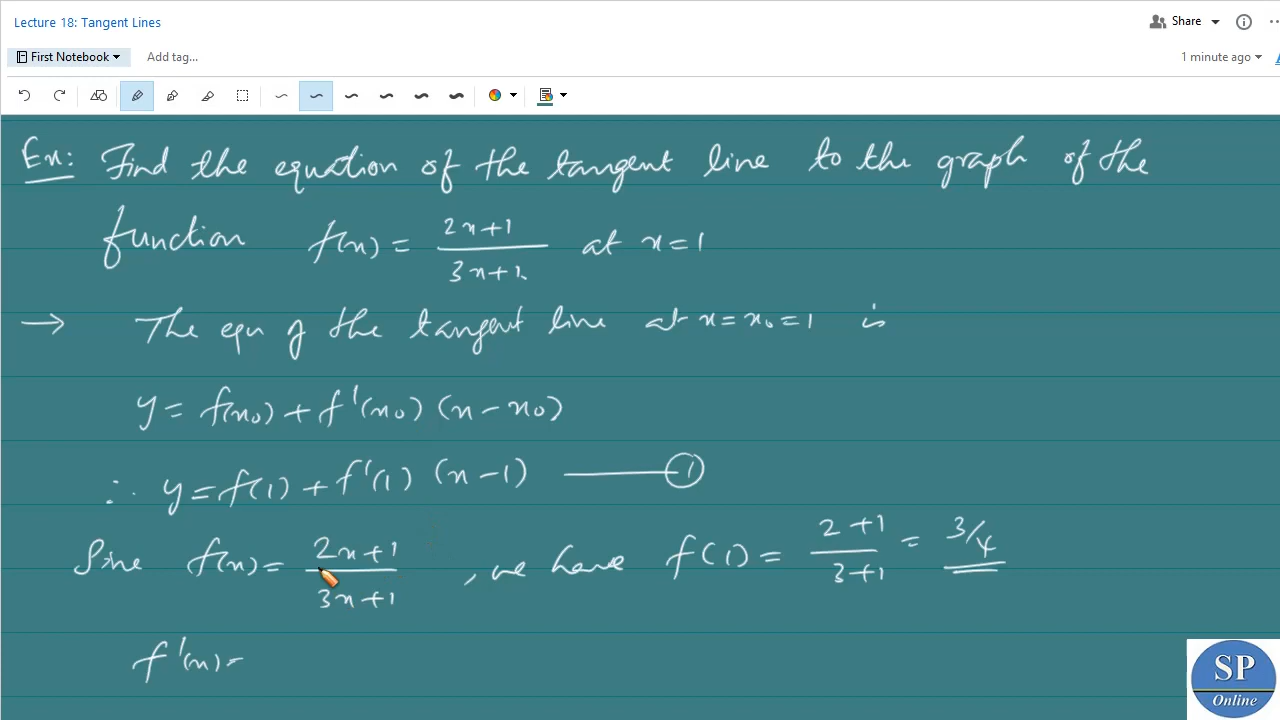 Lecture 18: Tangent Lines
Share
First Notebook
Add tag...
1 minute ago
Ex: Find the equation of the tangent line to the graph of the
function f(x) = (2x+1)/(3x+1) at x=1
→ The eqn of the tangent line at x = x₀ = 1 is
y = f(x₀) + f'(x₀) (x - x₀)
∴ y = f(1) + f'(1) (x - 1) ——— ①
Sine f(x) = (2x+1)/(3x+1), we have f(1) = (2+1)/(3+1) = 3/4
f'(x) =
SP
Online